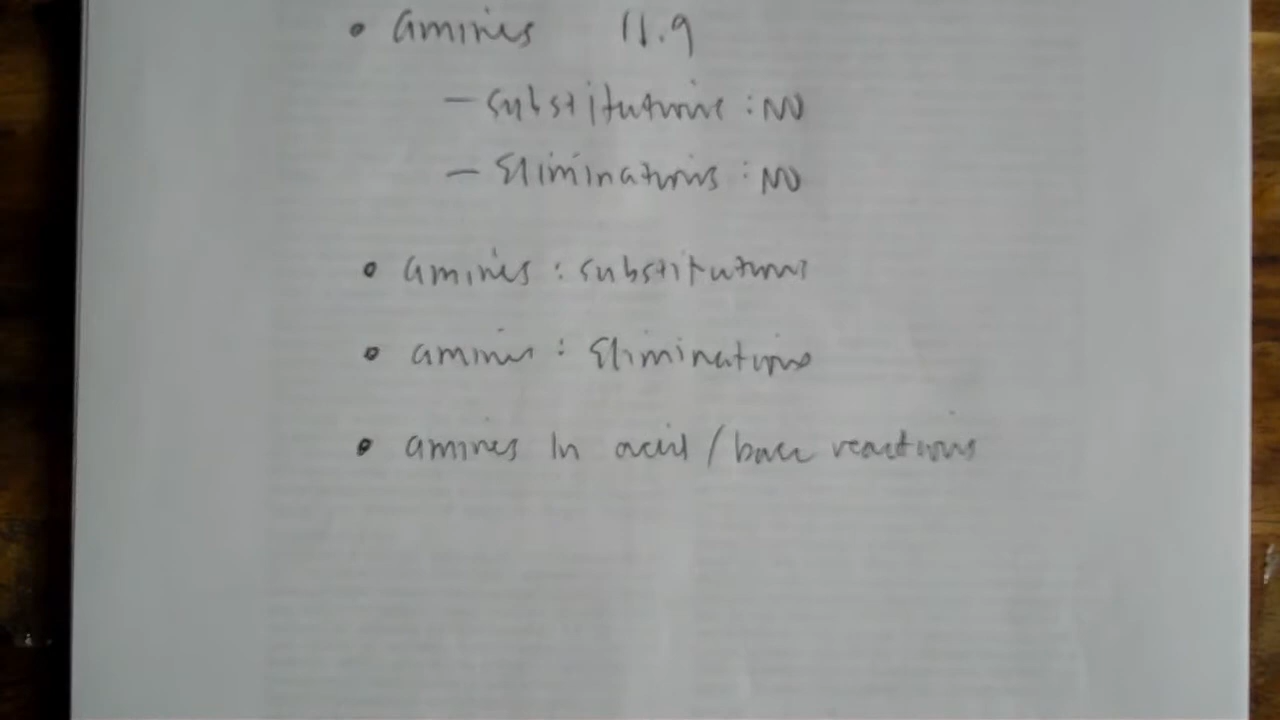 • amines 11.9
– substitutions : NO
– Eliminations : NO
• amines : substitutions
• amines : Eliminations
• amines in acid / base reactions